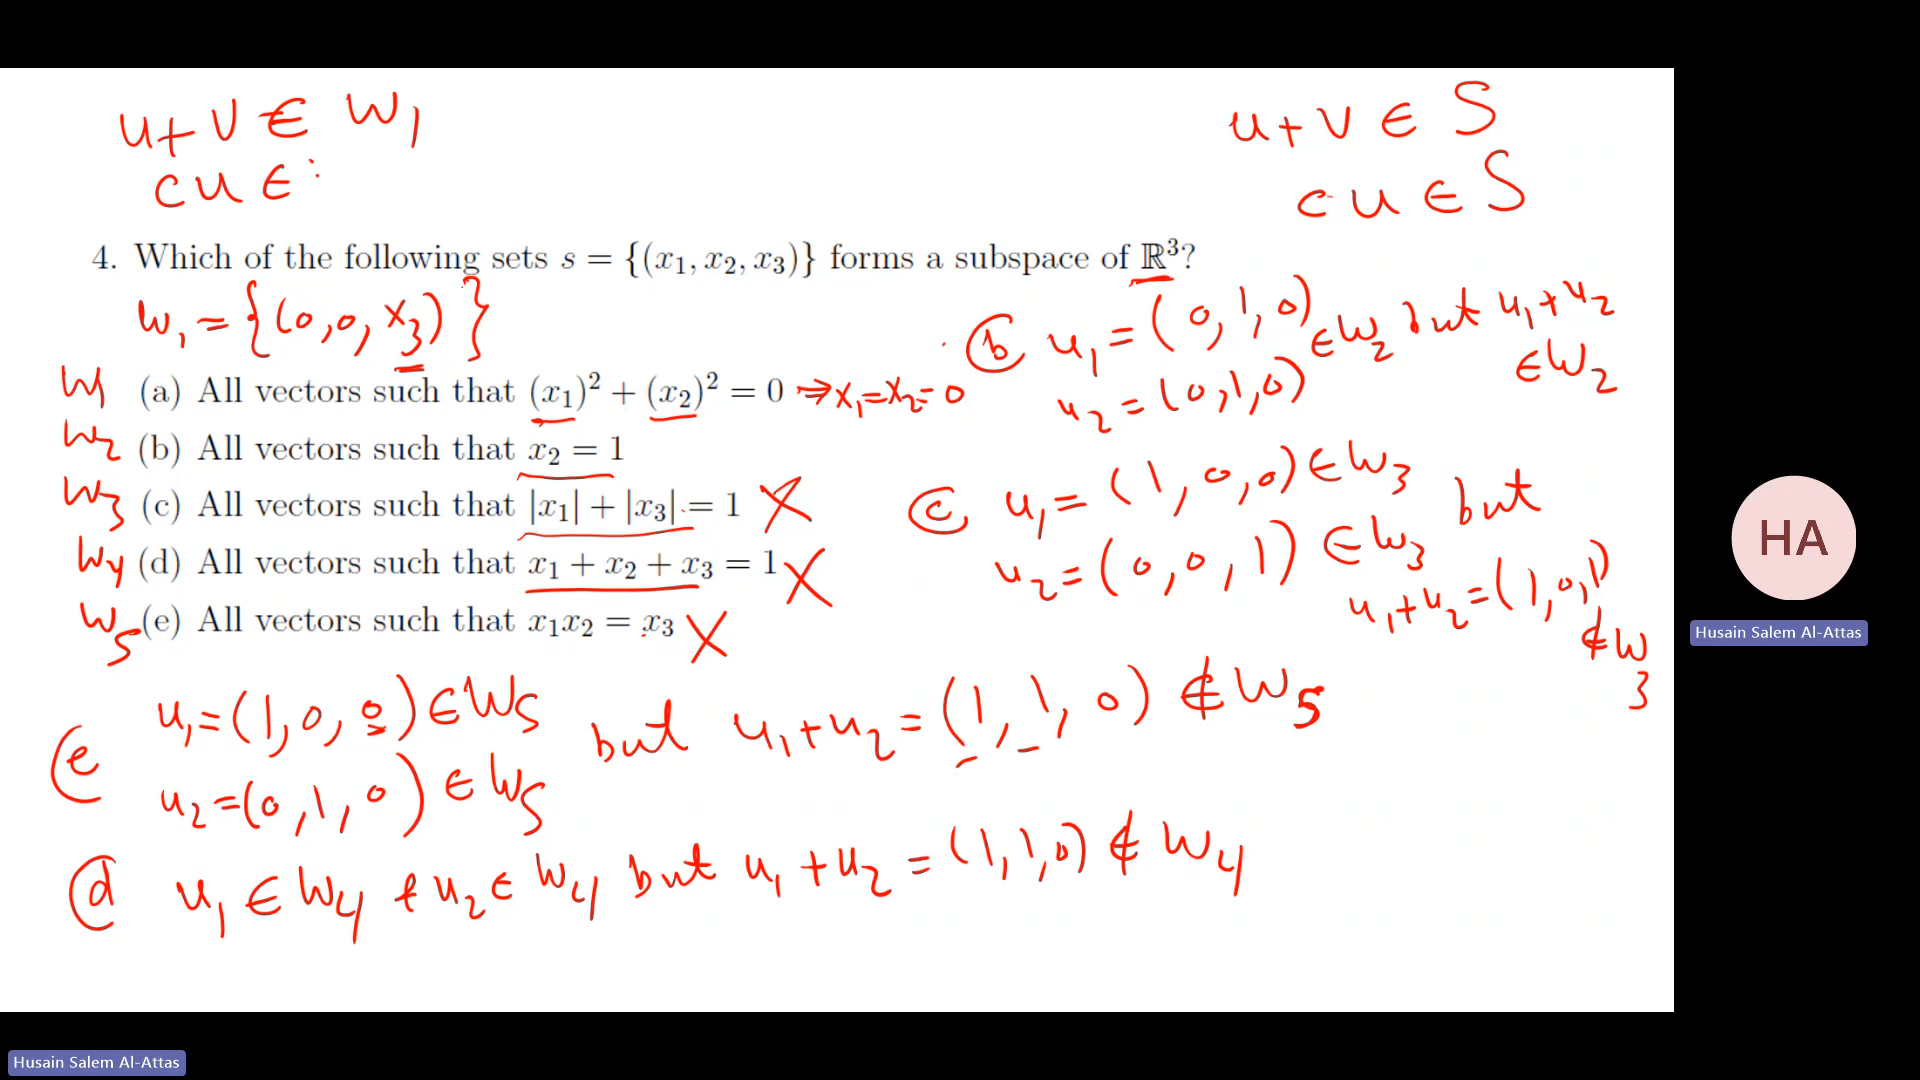 u+v ∈ W1
cu ∈ :
u+v ∈ S
cu ∈ S
4. Which of the following sets s = {(x₁, x₂, x₃)} forms a subspace of ℝ³?
W₁ = {(0,0,x₃)}
W1 (a) All vectors such that (x₁)² + (x₂)² = 0 ⇒ x₁=x₂=0
W2 (b) All vectors such that x₂ = 1
W3 (c) All vectors such that |x₁| + |x₃| = 1 X
W4 (d) All vectors such that x₁ + x₂ + x₃ = 1 X
W5 (e) All vectors such that x₁x₂ = x₃ X
(b) u₁ = (0,1,0) ∈ W₂ but u₁+u₂
u₂ = (0,1,0) ∈ W₂
(c) u₁ = (1,0,0) ∈ W₃ but
u₂ = (0,0,1) ∈ W₃
u₁+u₂ = (1,0,1)
∉ W3
(e u₁ = (1,0,0) ∈ W5 but u₁+u₂ = (1,1,0) ∉ W5
u₂ = (0,1,0) ∈ W5
(d) u₁ ∈ W4 & u₂ ∈ W4 but u₁+u₂ = (1,1,0) ∉ W4
HA
Husain Salem Al-Attas
Husain Salem Al-Attas